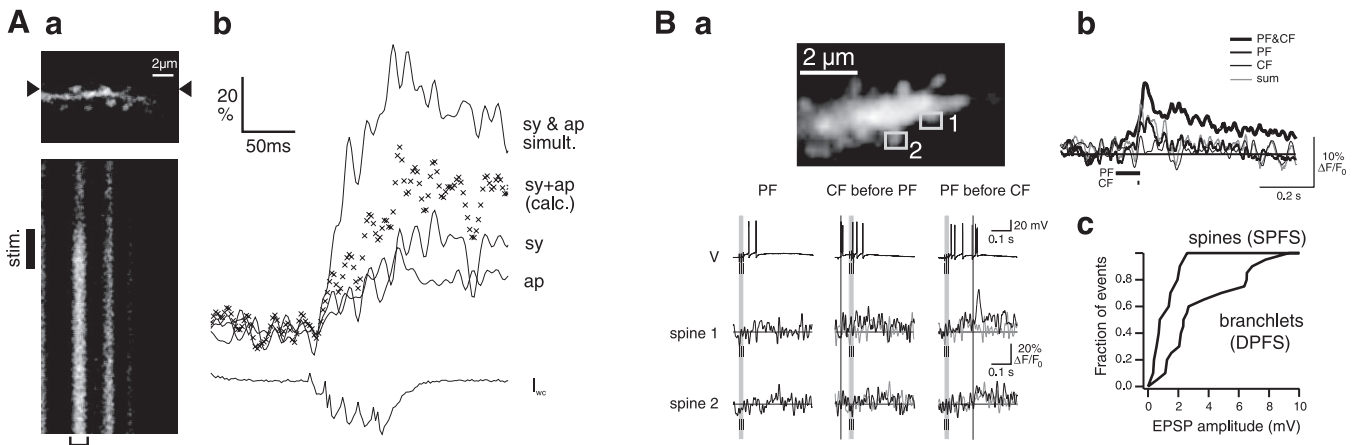 A a
2µm
stim.
b
20
%
50ms
sy & ap
simult.
sy+ap
(calc.)
sy
ap
Iwc
B a
2 µm
1
2
PF
CF before PF
PF before CF
V
20 mV
0.1 s
spine 1
20%
ΔF/F0
0.1 s
spine 2
b
PF&CF
PF
CF
sum
PF
CF
10%
ΔF/F0
0.2 s
c
spines (SPFS)
branchlets
(DPFS)
Fraction of events
0.8
0.6
0.4
0.2
0.0
0 2 4 6 8 10
EPSP amplitude (mV)